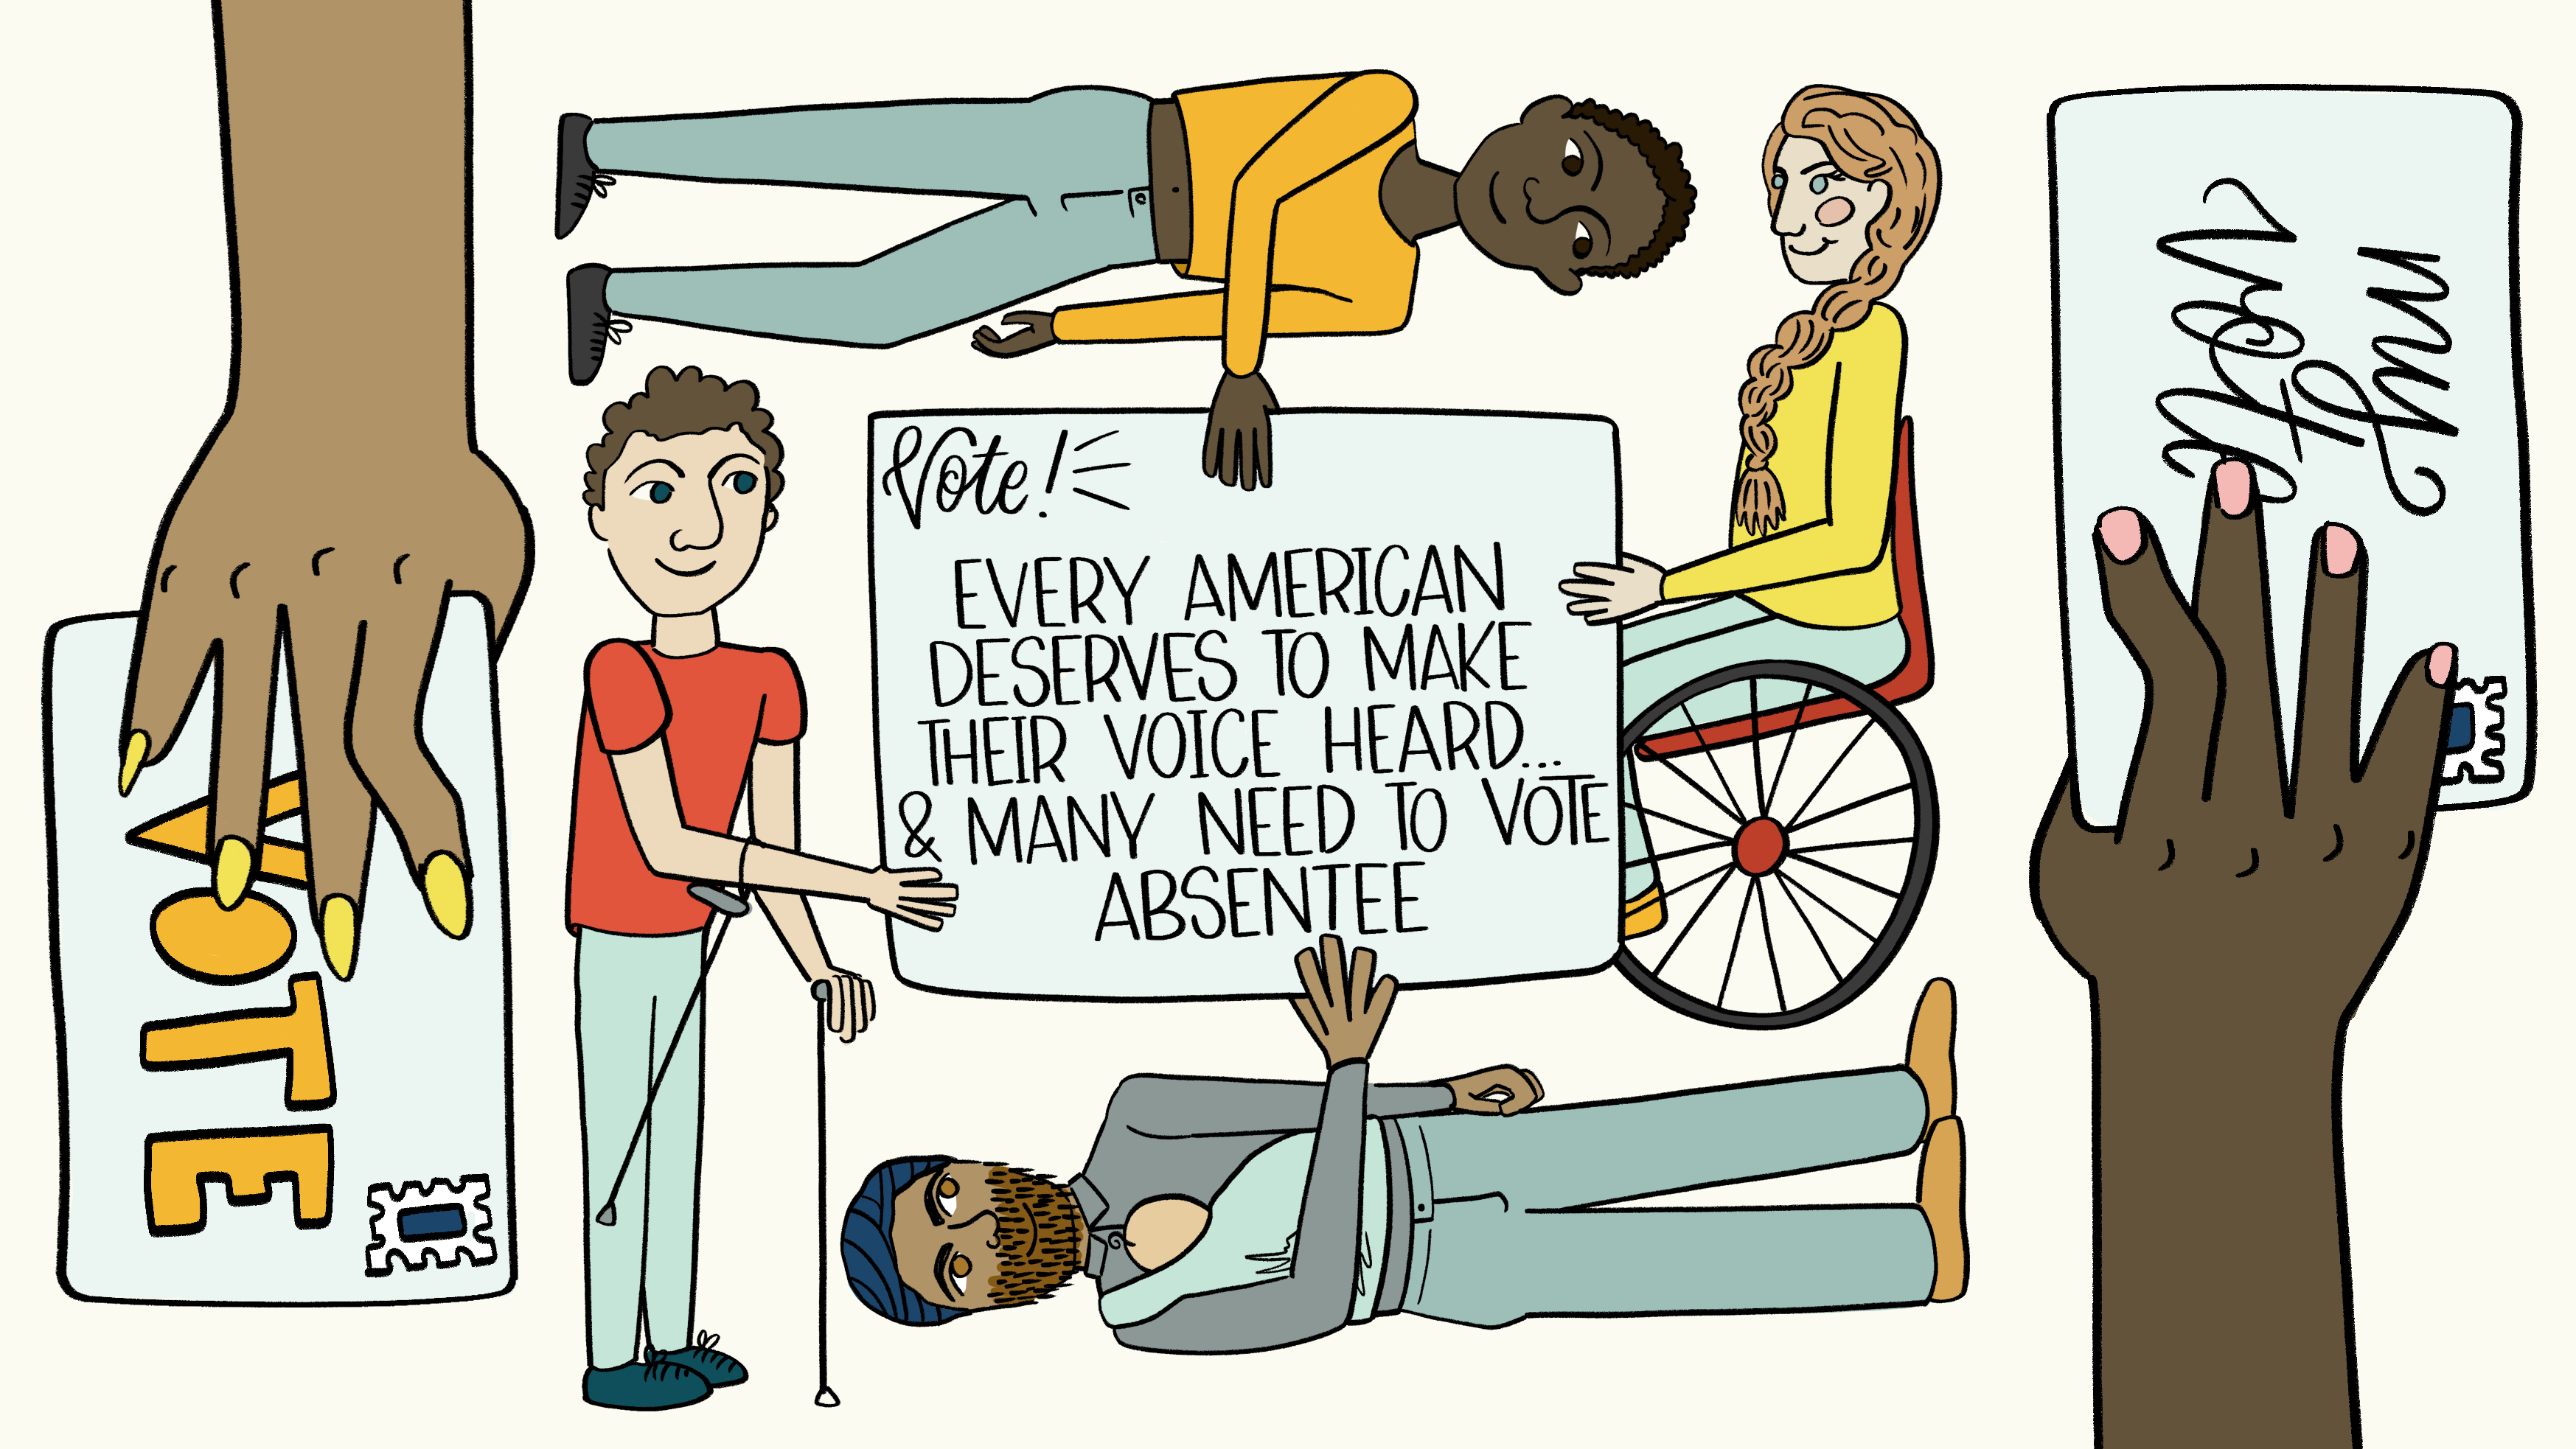 VOTE
Vote!
EVERY AMERICAN
DESERVES TO MAKE
THEIR VOICE HEARD...
& MANY NEED TO VOTE
ABSENTEE
my
vote